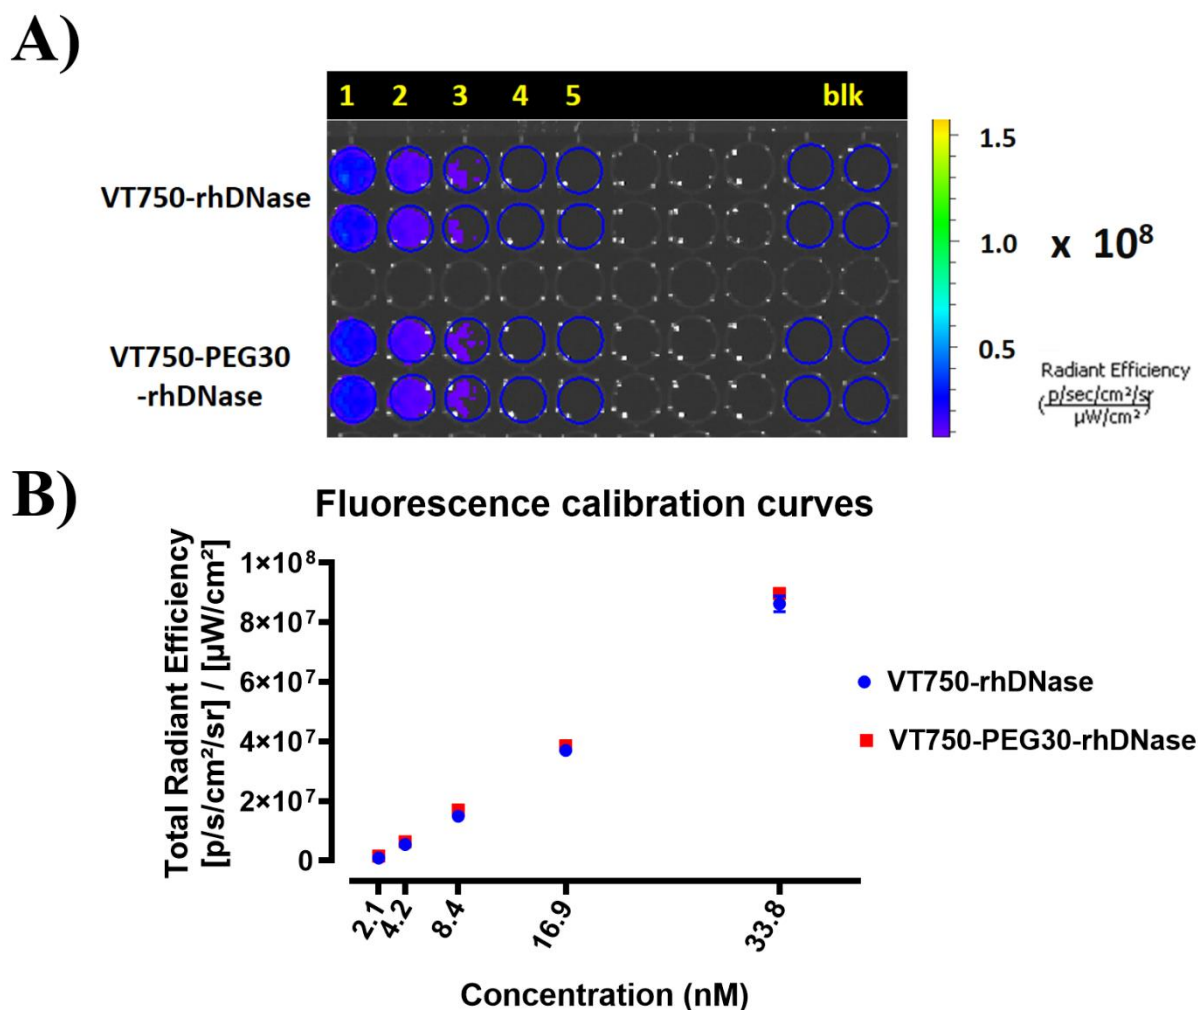 A)
1 2 3 4 5 blk
VT750-rhDNase
VT750-PEG30
-rhDNase
1.5
1.0
0.5
x 10⁸
Radiant Efficiency
(p/sec/cm²/sr
µW/cm²)
B)
Fluorescence calibration curves
Total Radiant Efficiency
[p/s/cm²/sr] / [µW/cm²]
1×10⁸
8×10⁷
6×10⁷
4×10⁷
2×10⁷
0
2.1 4.2 8.4 16.9 33.8
Concentration (nM)
VT750-rhDNase
VT750-PEG30-rhDNase